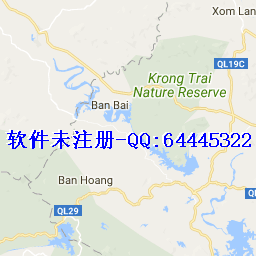 Xom Lan
QL19C
Krong Trai
Nature Reserve
Ban Bai
软件未注册-QQ:64445322
Ban Hoang
QL29